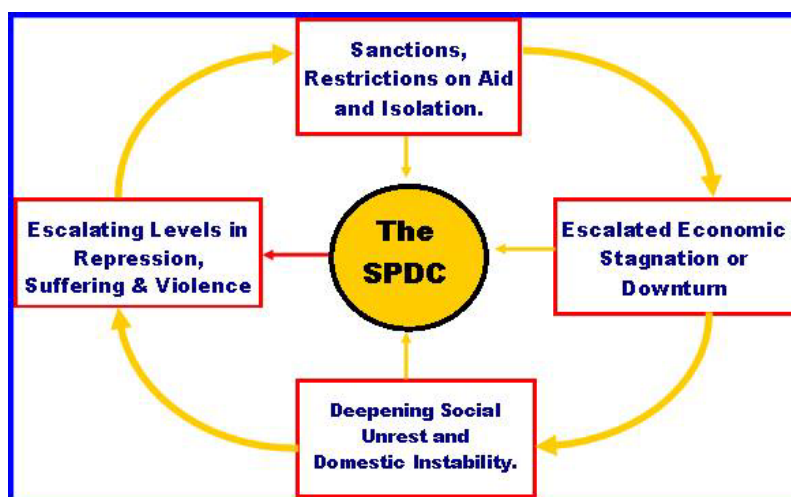 Sanctions,
Restrictions on Aid
and Isolation.
Escalating Levels in
Repression,
Suffering & Violence
The
SPDC
Escalated Economic
Stagnation or
Downturn
Deepening Social
Unrest and
Domestic Instability.